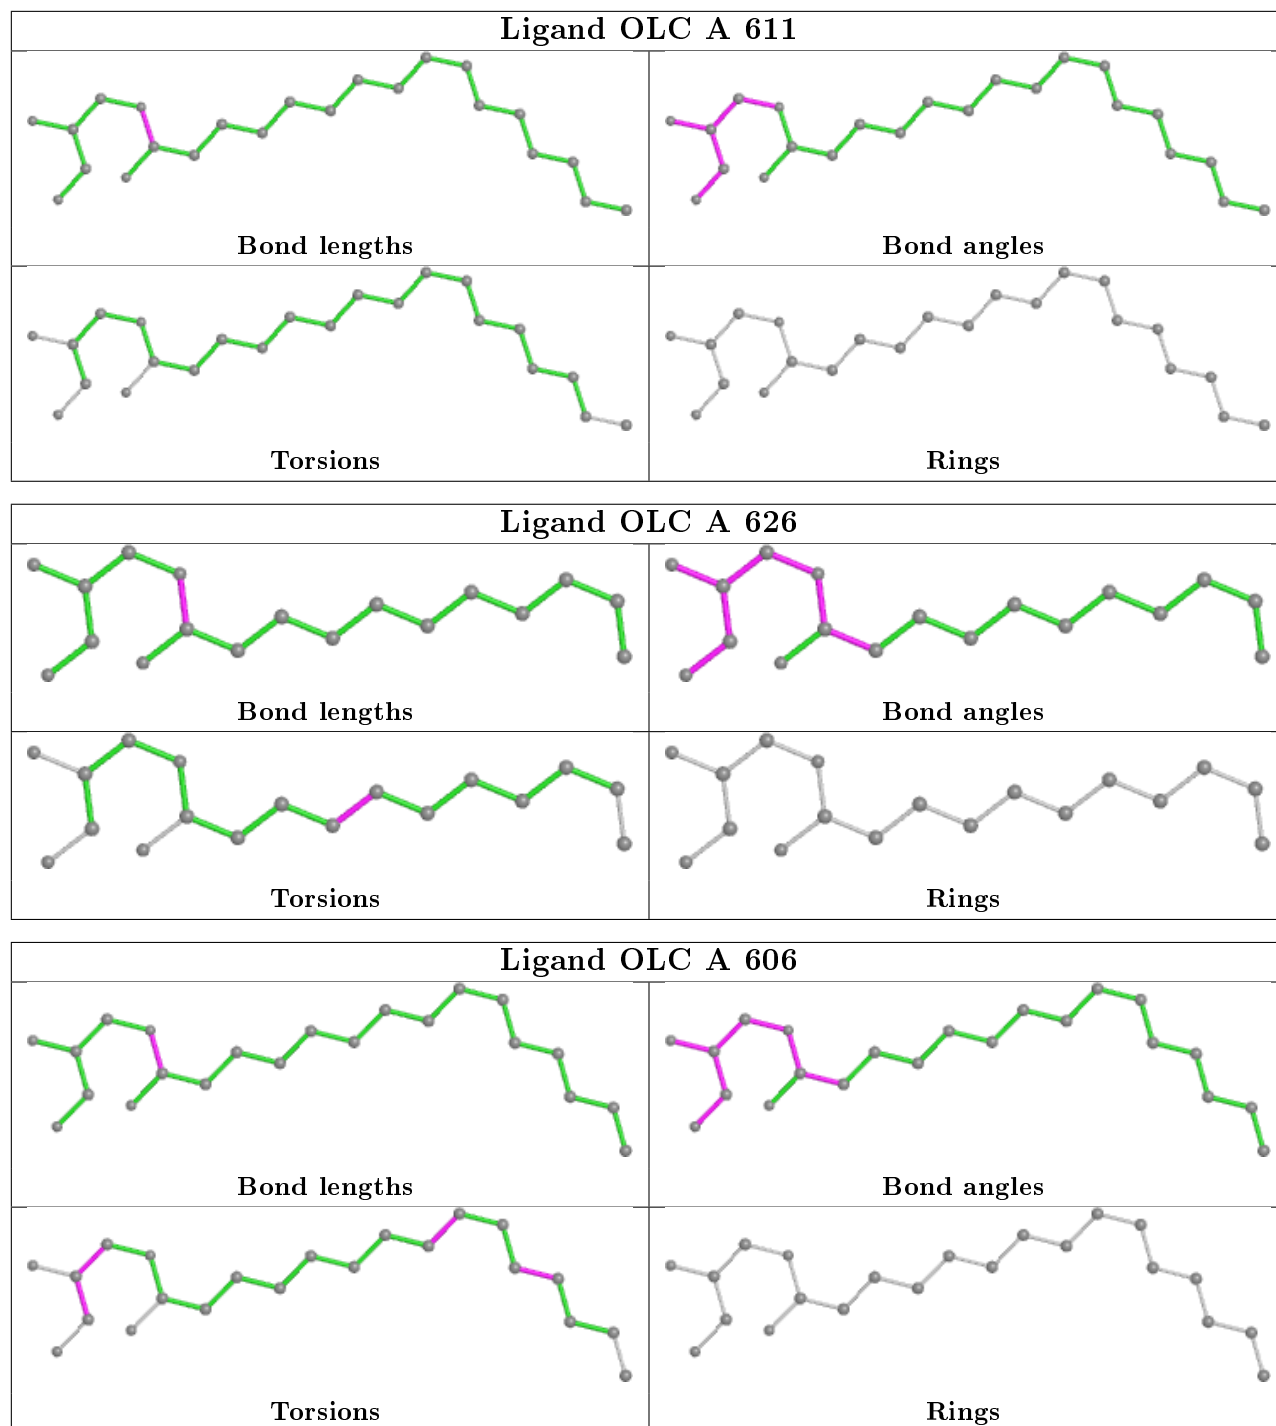 Ligand OLC A 611
Bond lengths
Bond angles
Torsions
Rings
Ligand OLC A 626
Bond lengths
Bond angles
Torsions
Rings
Ligand OLC A 606
Bond lengths
Bond angles
Torsions
Rings